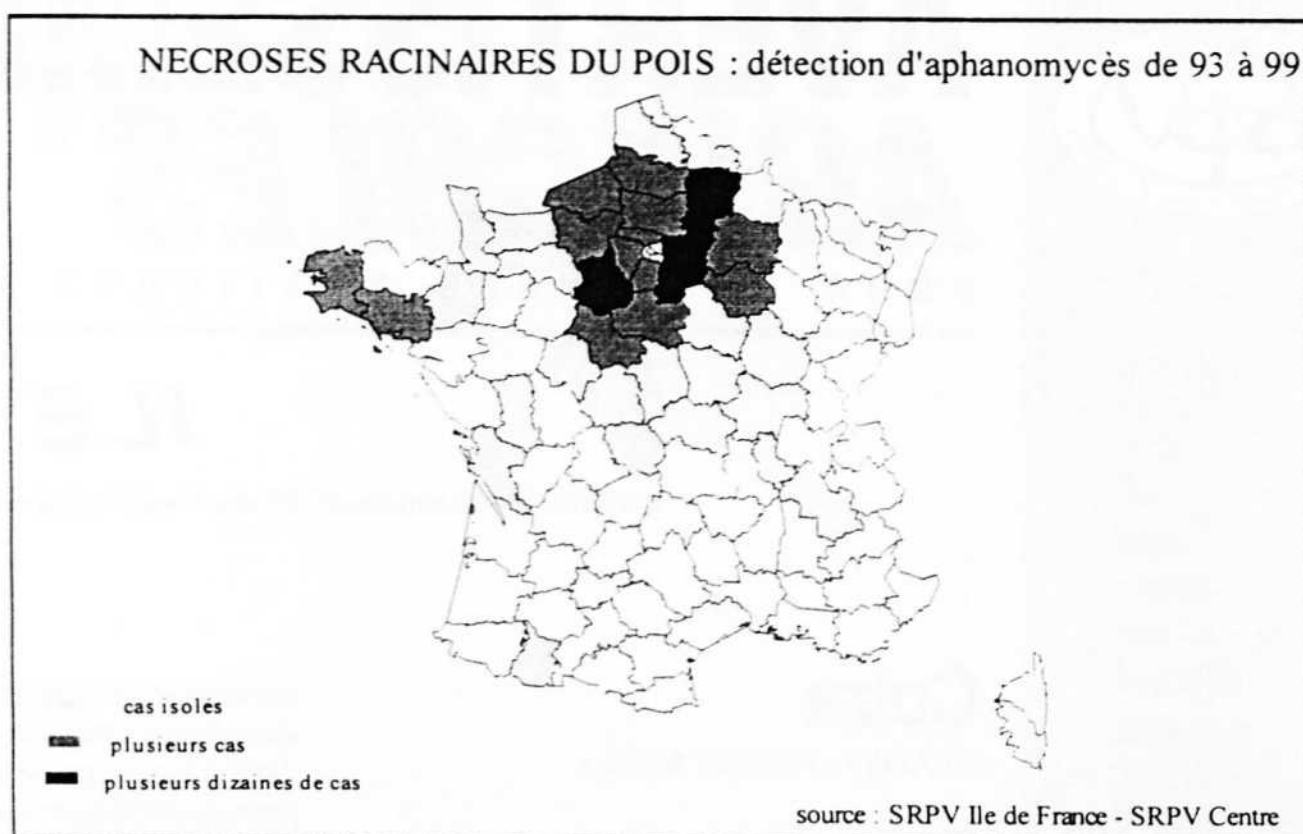 NECROSES RACINAIRES DU POIS : détection d'aphanomycès de 93 à 99
cas isolés
plusieurs cas
plusieurs dizaines de cas
source : SRPV Ile de France - SRPV Centre